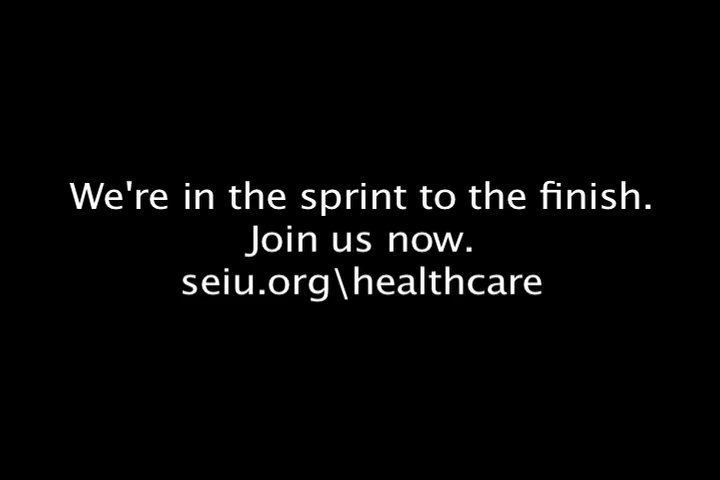 We're in the sprint to the finish.
Join us now.
seiu.org\healthcare